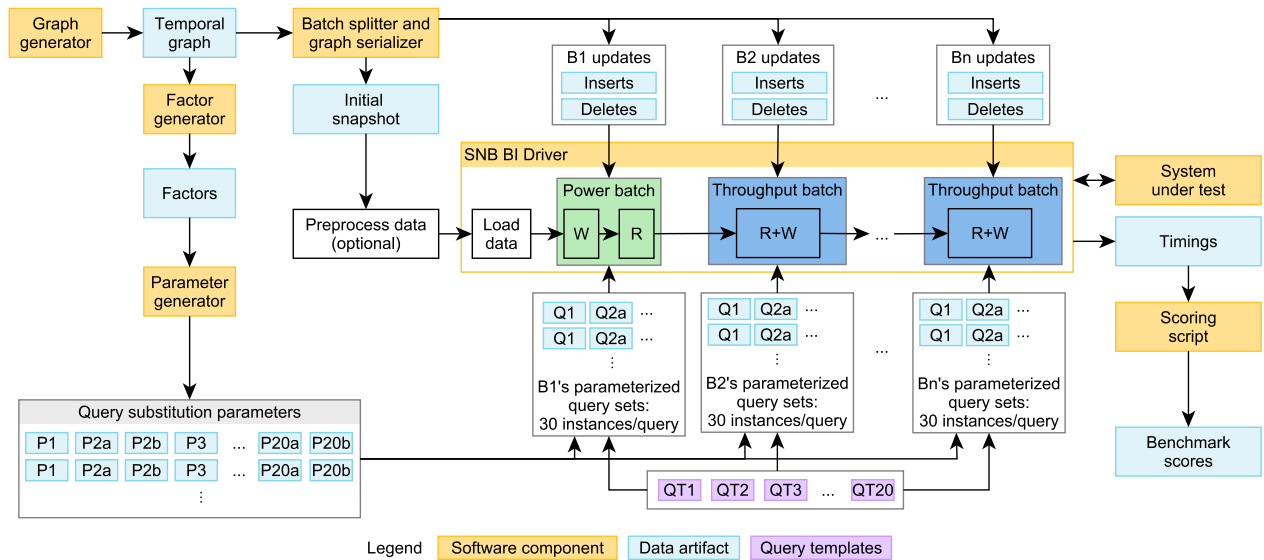 Graph
generator
Temporal
graph
Batch splitter and
graph serializer
Factor
generator
Initial
snapshot
Factors
Parameter
generator
Preprocess data
(optional)
B1 updates
Inserts
Deletes
B2 updates
Inserts
Deletes
...
Bn updates
Inserts
Deletes
SNB BI Driver
Load
data
Power batch
W
R
Throughput batch
R+W
...
Throughput batch
R+W
System
under test
Timings
Scoring
script
Benchmark
scores
Q1 Q2a ...
Q1 Q2a ...
⋮
B1's parameterized
query sets:
30 instances/query
Q1 Q2a ...
Q1 Q2a ...
⋮
B2's parameterized
query sets:
30 instances/query
...
Q1 Q2a ...
Q1 Q2a ...
⋮
Bn's parameterized
query sets:
30 instances/query
Query substitution parameters
P1 P2a P2b P3 ... P20a P20b
P1 P2a P2b P3 ... P20a P20b
⋮
QT1 QT2 QT3 ... QT20
Legend Software component Data artifact Query templates